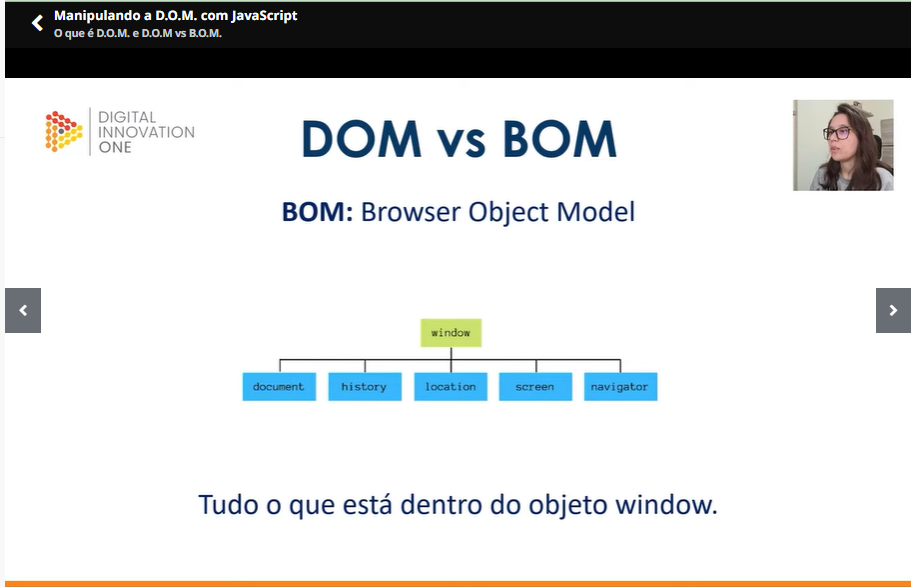 Manipulando a D.O.M. com JavaScript
O que é D.O.M. e D.O.M vs B.O.M.
DIGITAL
INNOVATION
ONE
DOM vs BOM
BOM: Browser Object Model
window
document history location screen navigator
Tudo o que está dentro do objeto window.